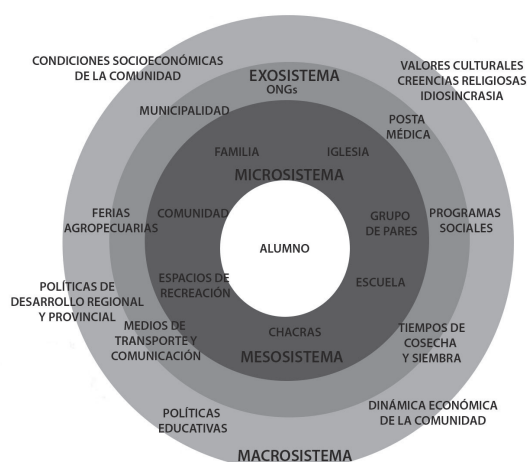 CONDICIONES SOCIOECONÓMICAS
DE LA COMUNIDAD
VALORES CULTURALES
CREENCIAS RELIGIOSAS
IDIOSINCRASIA
EXOSISTEMA
ONGs
MUNICIPALIDAD
POSTA
MÉDICA
FAMILIA
IGLESIA
MICROSISTEMA
FERIAS
AGROPECUARIAS
COMUNIDAD
GRUPO
DE PARES
PROGRAMAS
SOCIALES
ALUMNO
ESPACIOS DE
RECREACIÓN
ESCUELA
POLÍTICAS DE
DESARROLLO REGIONAL
Y PROVINCIAL
MEDIOS DE
TRANSPORTE Y
COMUNICACIÓN
CHACRAS
MESOSISTEMA
TIEMPOS DE
COSECHA
Y SIEMBRA
POLÍTICAS
EDUCATIVAS
DINÁMICA ECONÓMICA
DE LA COMUNIDAD
MACROSISTEMA